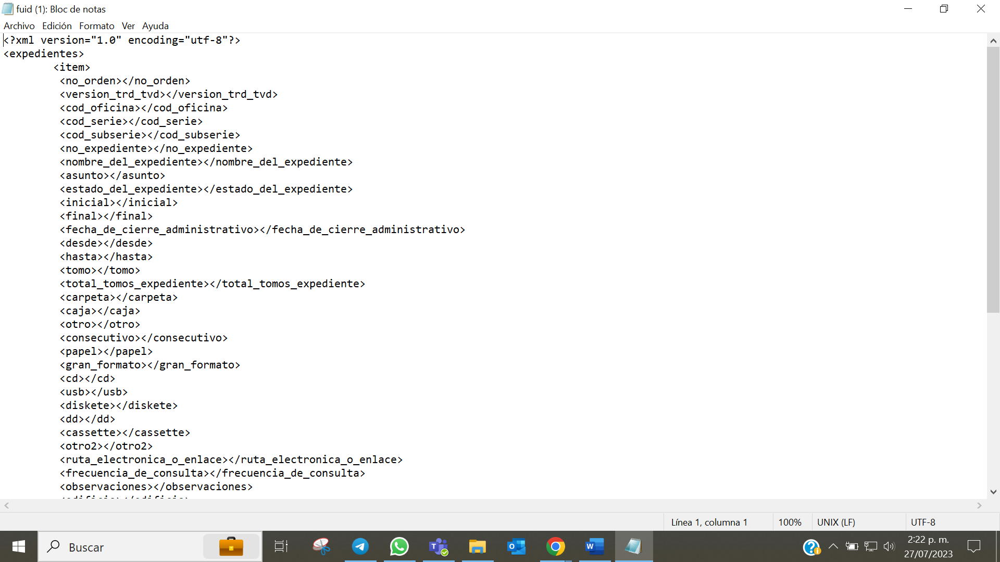 fuid (1): Bloc de notas
Archivo Edición Formato Ver Ayuda
<?xml version="1.0" encoding="utf-8"?>
<expedientes>
<item>
<no_orden></no_orden>
<version_trd_tvd></version_trd_tvd>
<cod_oficina></cod_oficina>
<cod_serie></cod_serie>
<cod_subserie></cod_subserie>
<no_expediente></no_expediente>
<nombre_del_expediente></nombre_del_expediente>
<asunto></asunto>
<estado_del_expediente></estado_del_expediente>
<inicial></inicial>
<final></final>
<fecha_de_cierre_administrativo></fecha_de_cierre_administrativo>
<desde></desde>
<hasta></hasta>
<tomo></tomo>
<total_tomos_expediente></total_tomos_expediente>
<carpeta></carpeta>
<caja></caja>
<otro></otro>
<consecutivo></consecutivo>
<papel></papel>
<gran_formato></gran_formato>
<cd></cd>
<usb></usb>
<diskete></diskete>
<dd></dd>
<cassette></cassette>
<otro2></otro2>
<ruta_electronica_o_enlace></ruta_electronica_o_enlace>
<frecuencia_de_consulta></frecuencia_de_consulta>
<observaciones></observaciones>
Línea 1, columna 1 100% UNIX (LF) UTF-8
Buscar
2:22 p. m.
27/07/2023